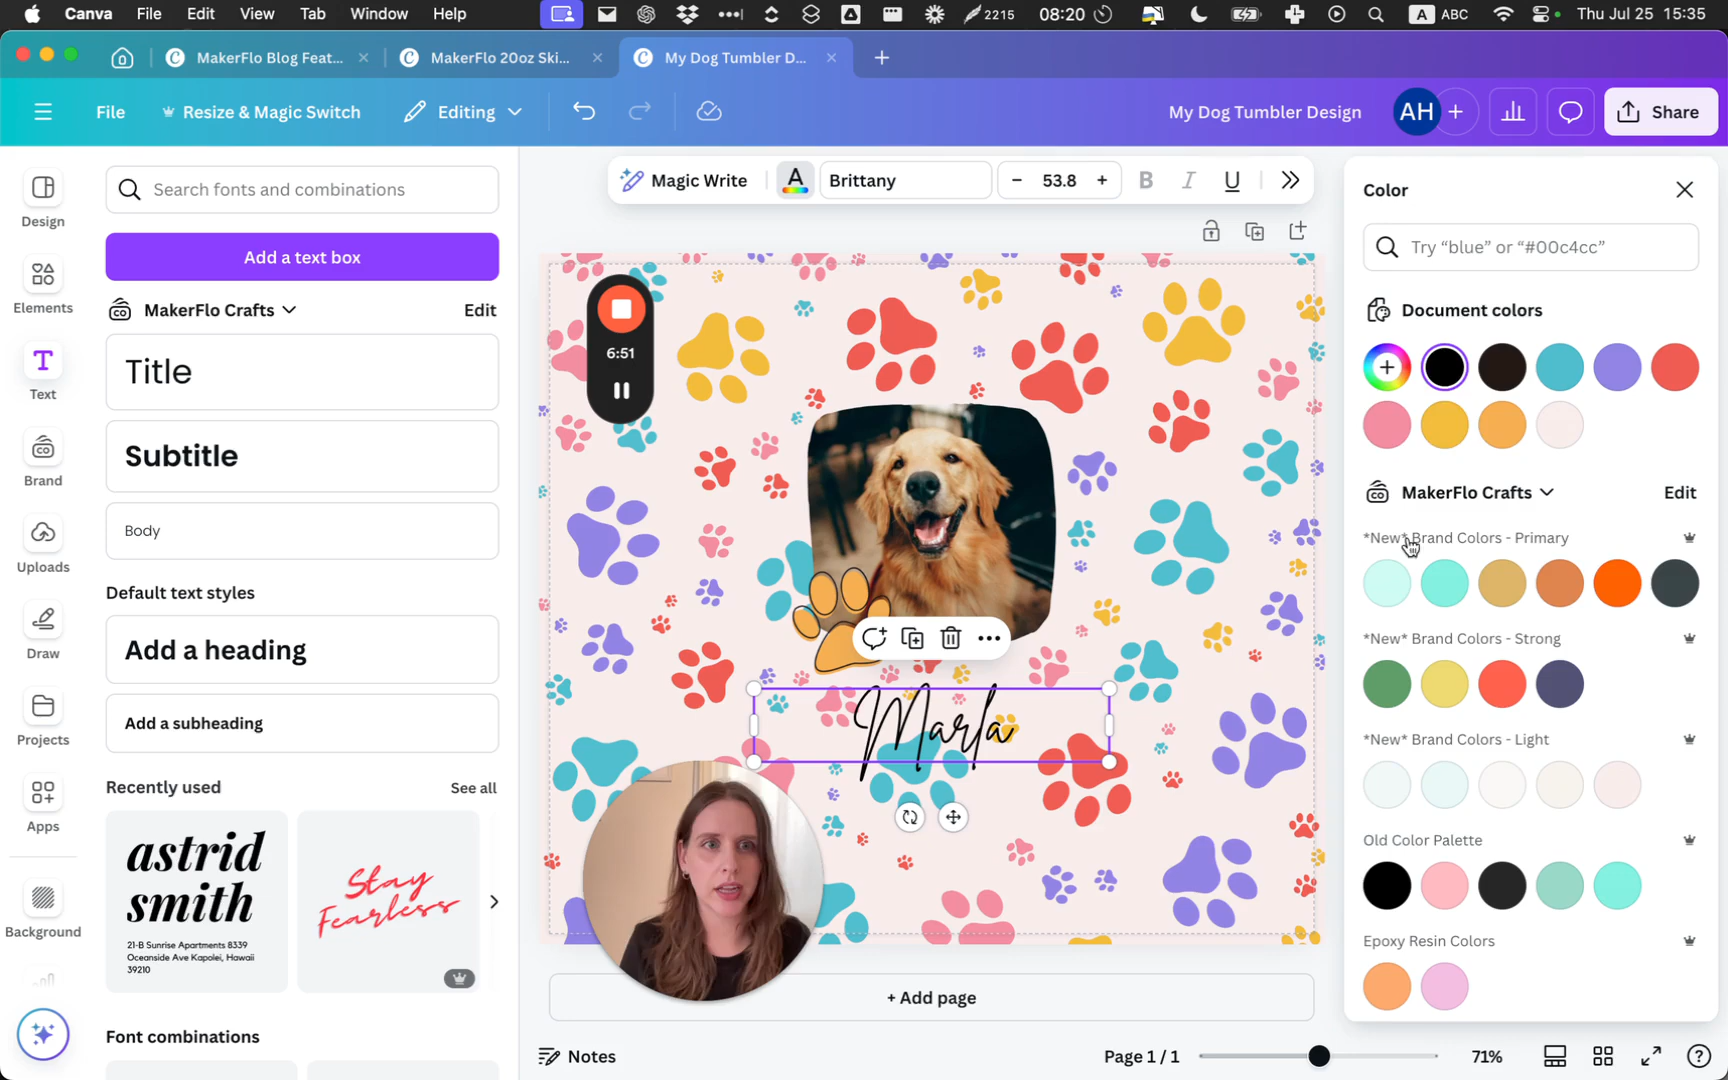 Canva File Edit View Tab Window Help 2215 08:20 A ABC Thu Jul 25 15:35
MakerFlo Blog Feat... MakerFlo 20oz Ski... My Dog Tumbler D...
File Resize & Magic Switch Editing My Dog Tumbler Design AH Share
Design
Elements
Text
Brand
Uploads
Draw
Projects
Apps
Background
Search fonts and combinations
Add a text box
MakerFlo Crafts Edit
Title
Subtitle
Body
Default text styles
Add a heading
Add a subheading
Recently used See all
astrid
smith
21-B Sunrise Apartments 8339
Oceanside Ave Kapolei, Hawaii
39210
Stay
Fearless
Font combinations
Magic Write A Brittany – 53.8 + B I U
6:51
Marla
+ Add page
Notes Page 1 / 1 71%
Color
Try “blue” or “#00c4cc”
Document colors
MakerFlo Crafts Edit
*New* Brand Colors - Primary
*New* Brand Colors - Strong
*New* Brand Colors - Light
Old Color Palette
Epoxy Resin Colors